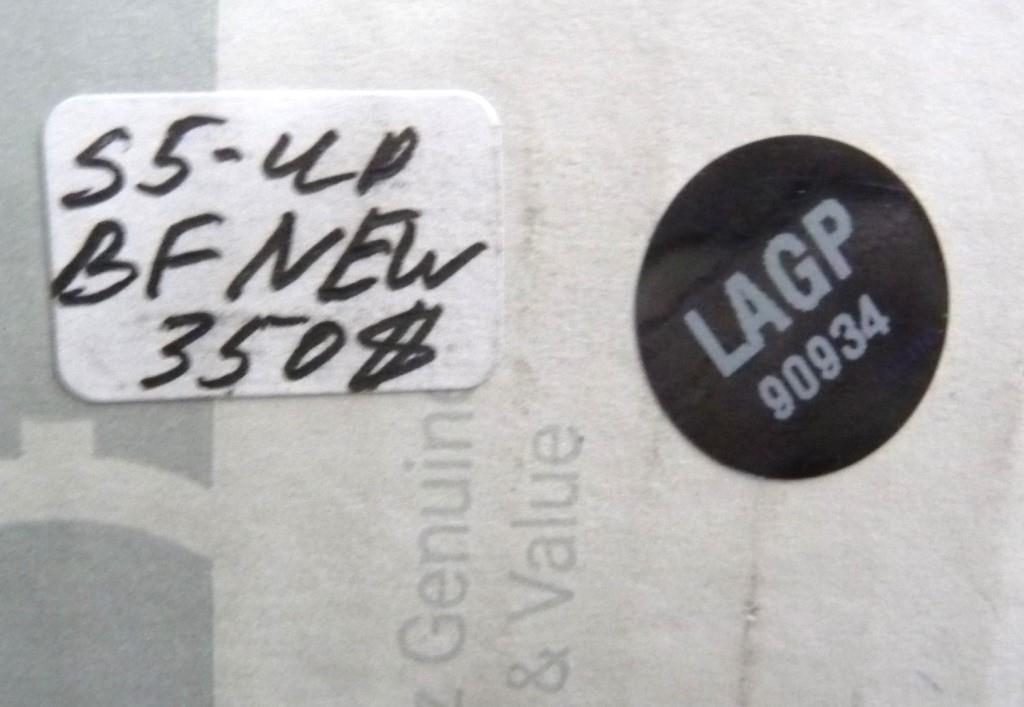 S5-UP
BF NEW
350$
LAGP
90934
z Genuin
& Value